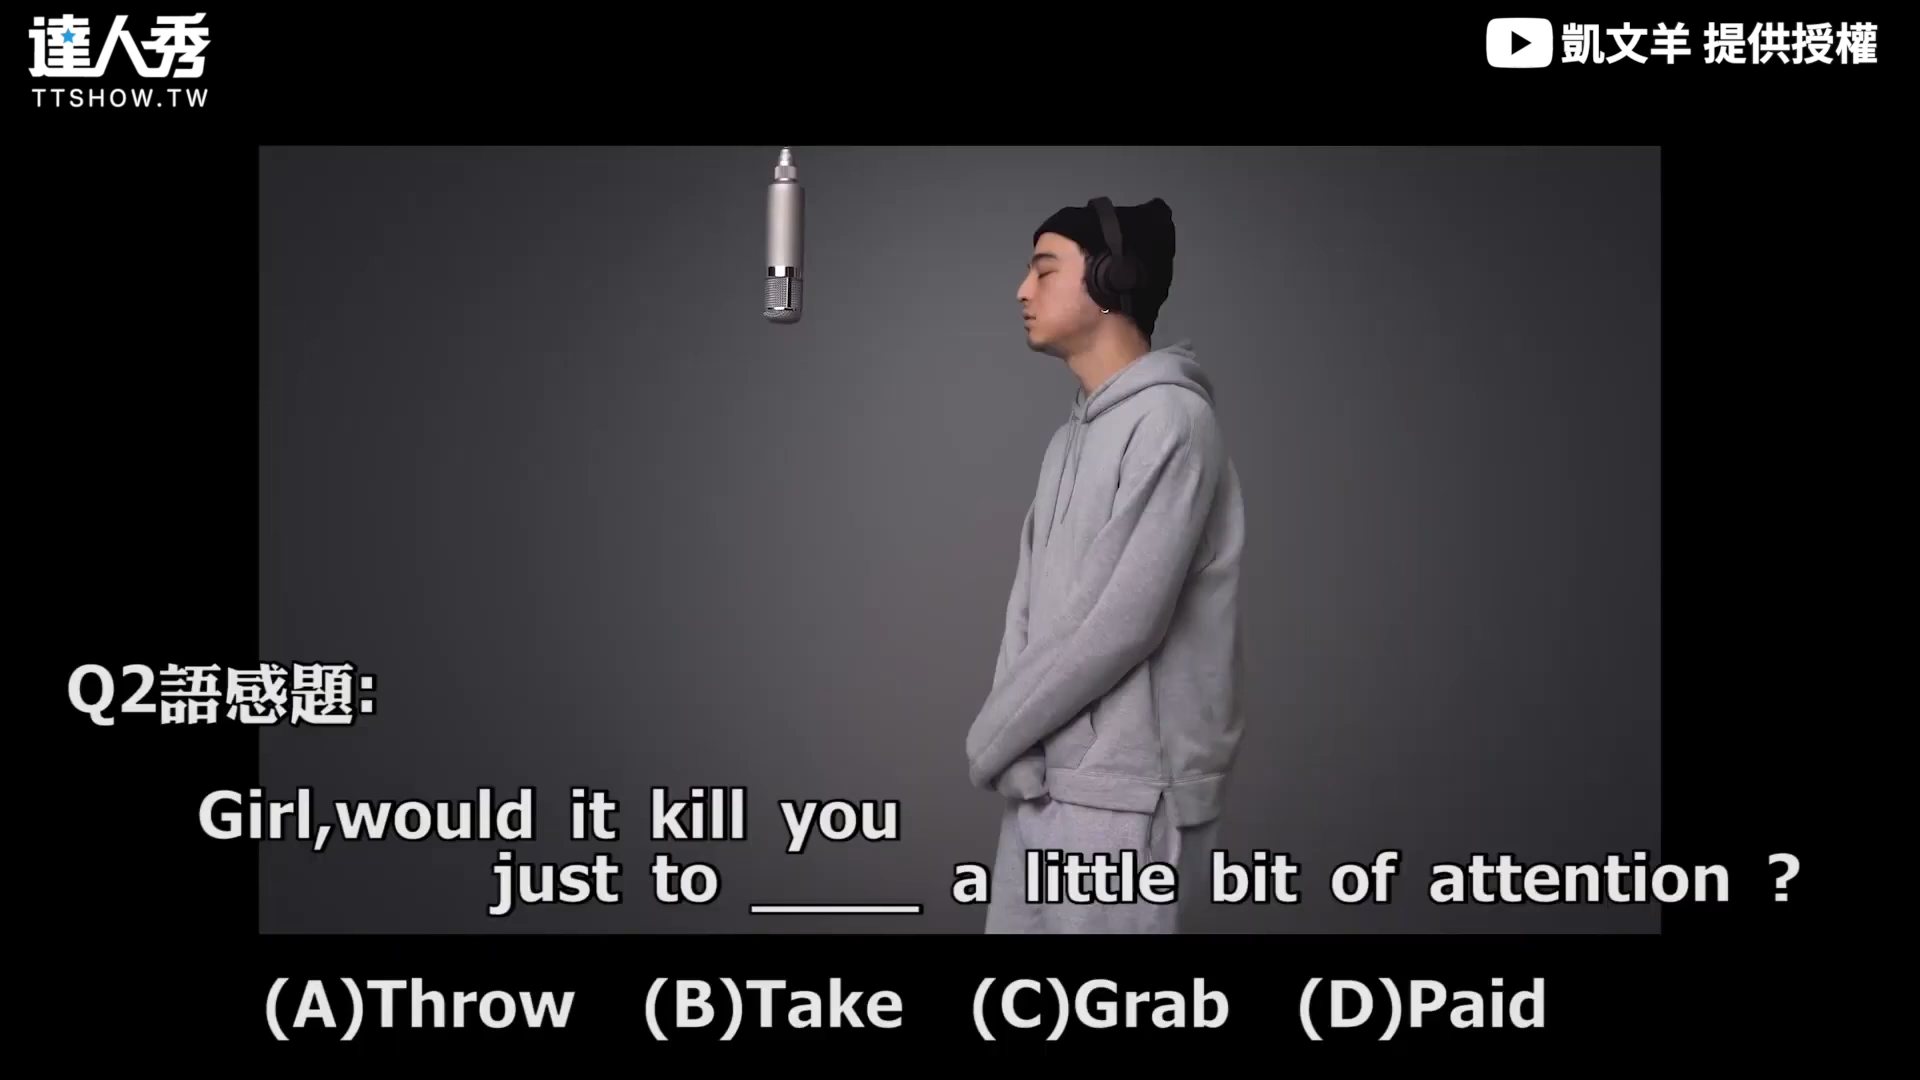 達人秀
TTSHOW.TW
凱文羊 提供授權
Q2語感題:
Girl,would it kill you
just to _____ a little bit of attention ?
(A)Throw (B)Take (C)Grab (D)Paid